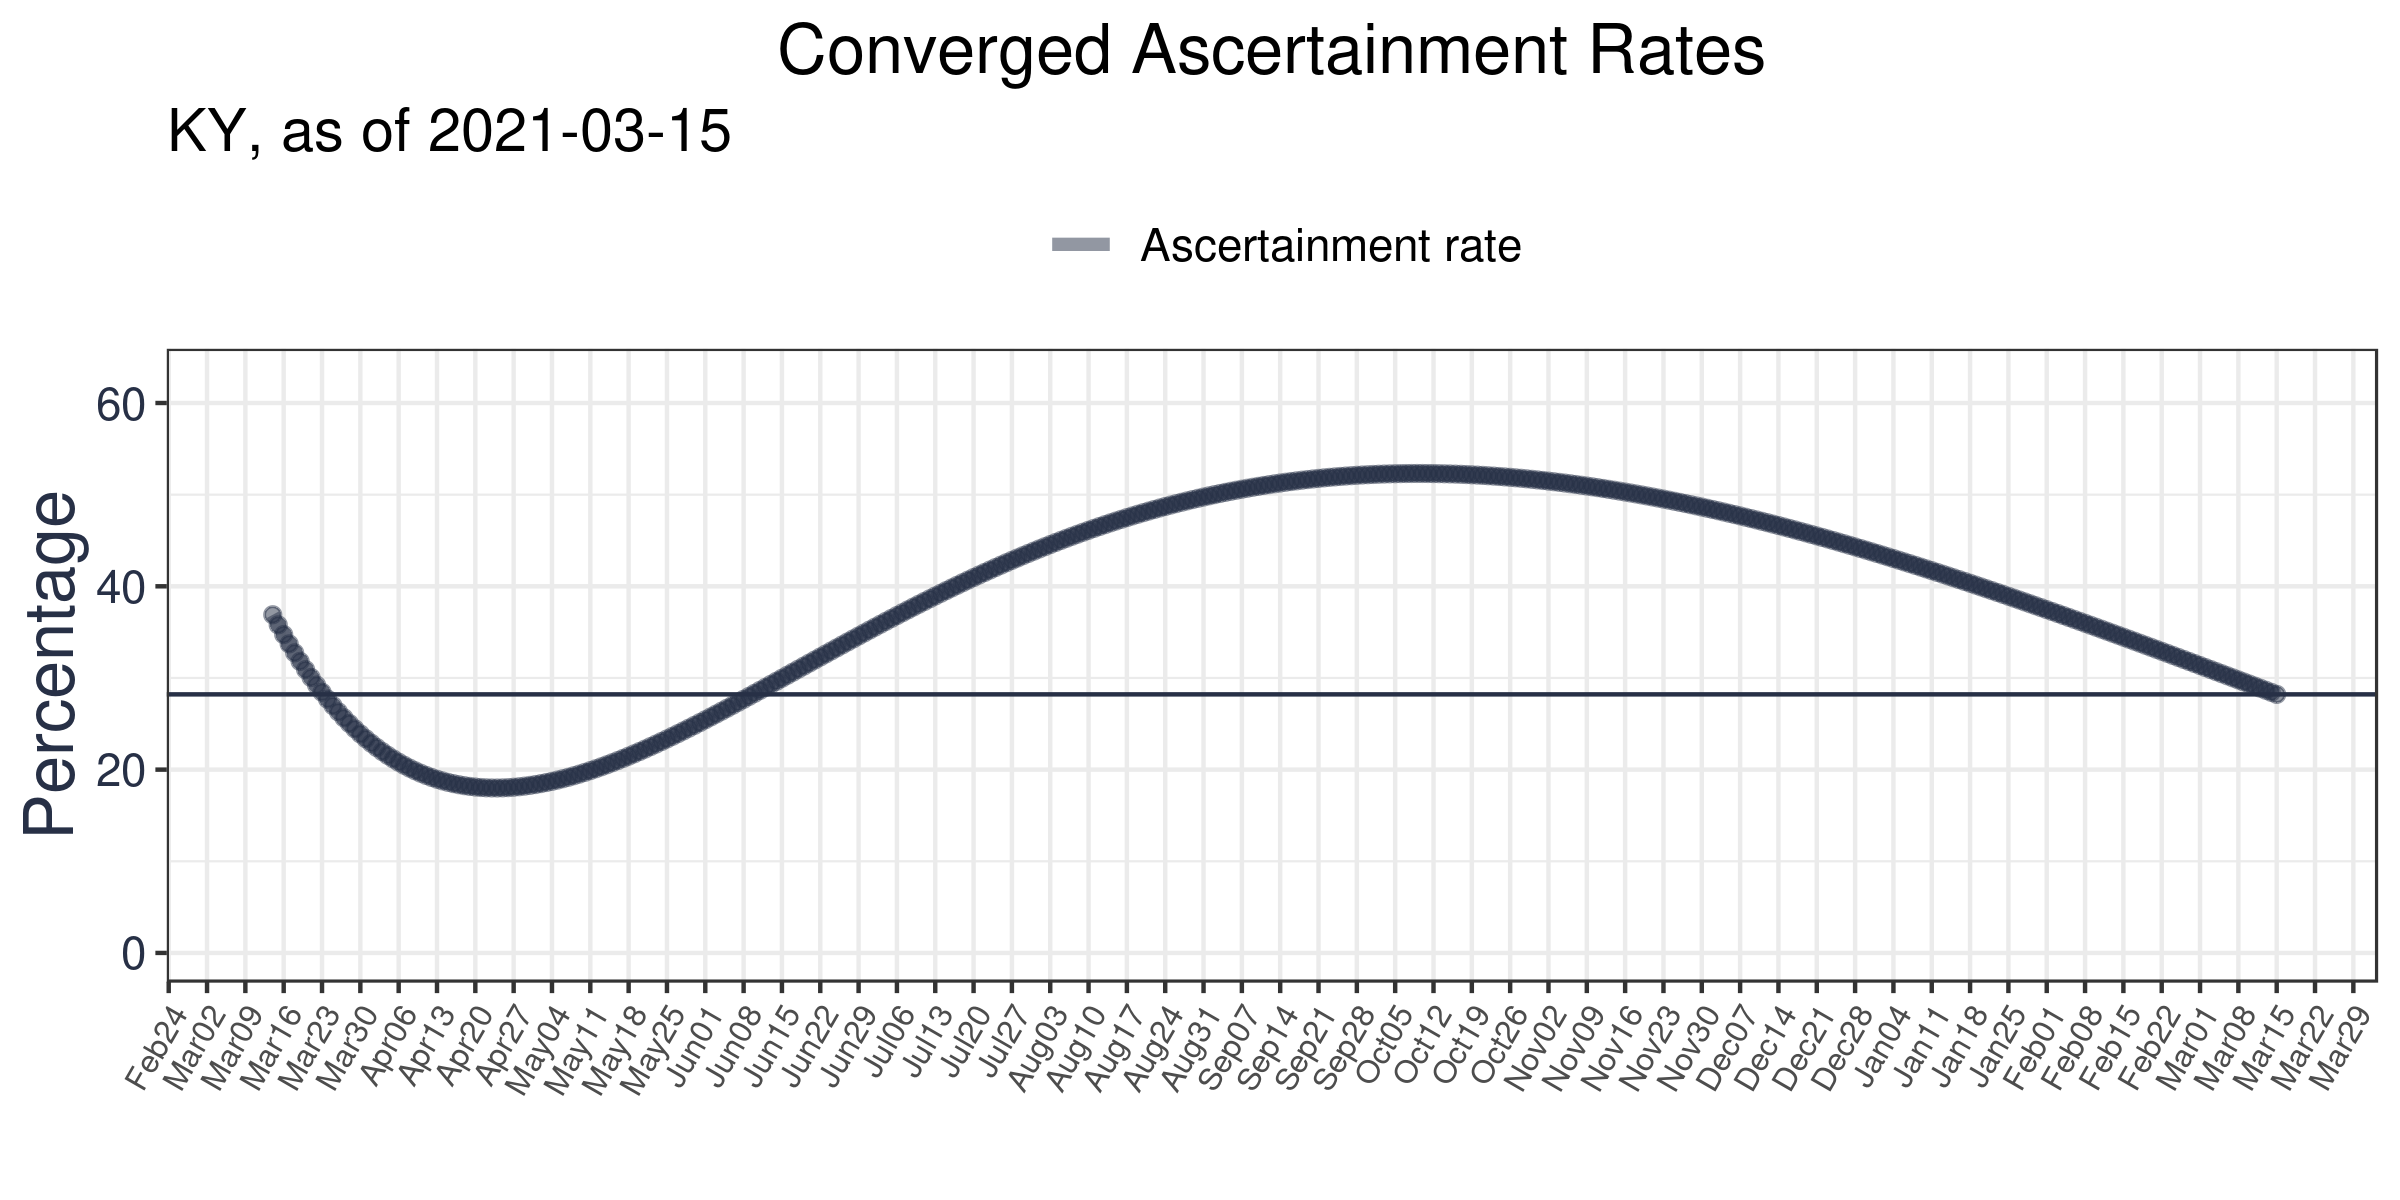 Converged Ascertainment Rates
KY, as of 2021-03-15
Ascertainment rate
Percentage
60
40
20
0
Feb24
Mar02
Mar09
Mar16
Mar23
Mar30
Apr06
Apr13
Apr20
Apr27
May04
May11
May18
May25
Jun01
Jun08
Jun15
Jun22
Jun29
Jul06
Jul13
Jul20
Jul27
Aug03
Aug10
Aug17
Aug24
Aug31
Sep07
Sep14
Sep21
Sep28
Oct05
Oct12
Oct19
Oct26
Nov02
Nov09
Nov16
Nov23
Nov30
Dec07
Dec14
Dec21
Dec28
Jan04
Jan11
Jan18
Jan25
Feb01
Feb08
Feb15
Feb22
Mar01
Mar08
Mar15
Mar22
Mar29